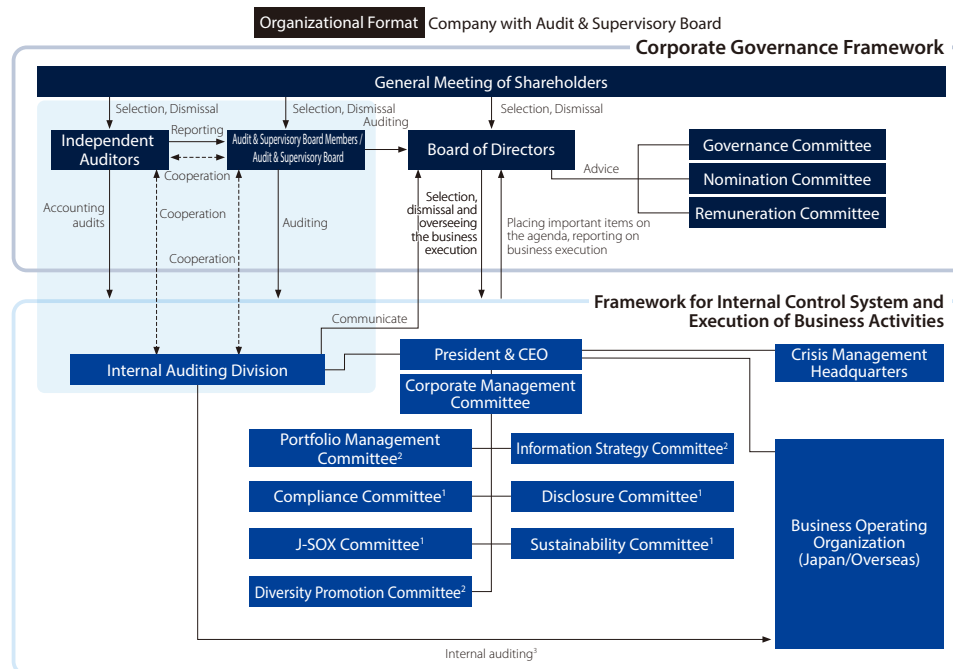 Organizational Format Company with Audit & Supervisory Board
Corporate Governance Framework
General Meeting of Shareholders
Selection, Dismissal
Selection, Dismissal
Selection, Dismissal
Independent
Auditors
Reporting
Cooperation
Audit & Supervisory Board Members /
Audit & Supervisory Board
Auditing
Board of Directors
Advice
Governance Committee
Nomination Committee
Remuneration Committee
Accounting
audits
Cooperation
Cooperation
Auditing
Selection,
dismissal and
overseeing
the business
execution
Placing important items on
the agenda, reporting on
business execution
Framework for Internal Control System and
Execution of Business Activities
Communicate
Internal Auditing Division
President & CEO
Corporate Management
Committee
Crisis Management
Headquarters
Portfolio Management
Committee²
Information Strategy Committee²
Compliance Committee¹
Disclosure Committee¹
J-SOX Committee¹
Sustainability Committee¹
Diversity Promotion Committee²
Business Operating
Organization
(Japan/Overseas)
Internal auditing³